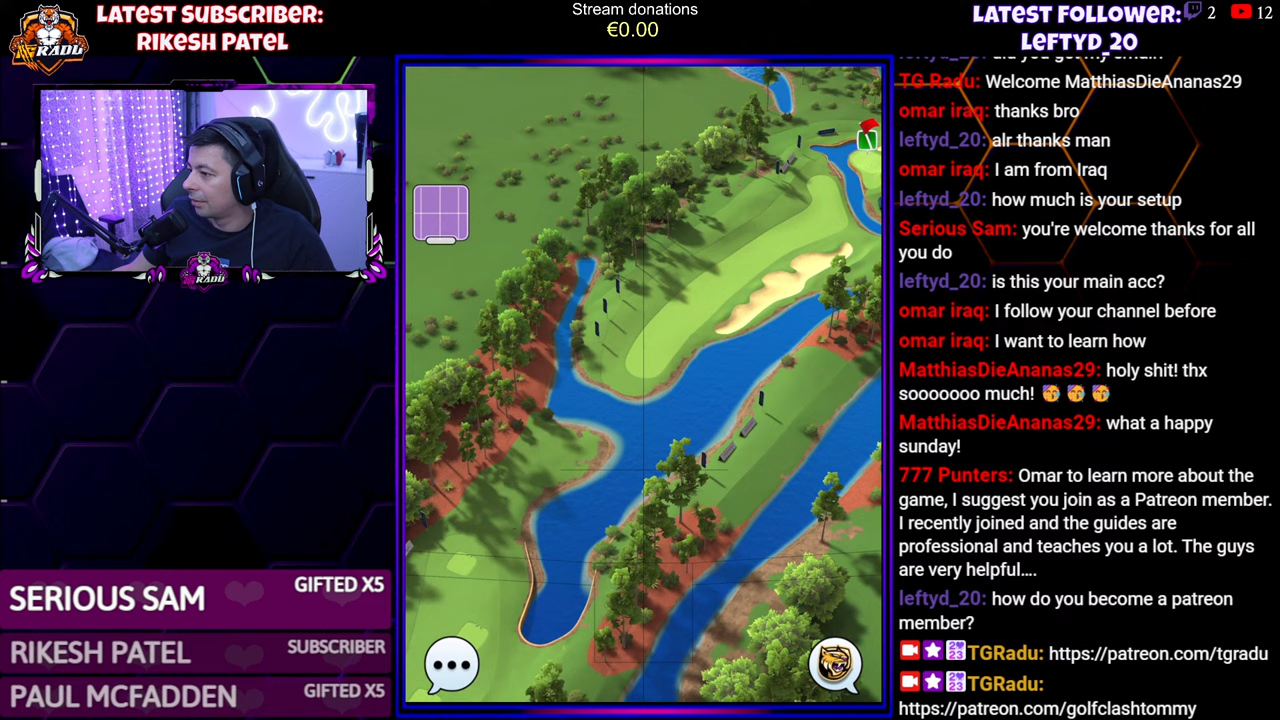 LATEST SUBSCRIBER:
RIKESH PATEL
RADU
Stream donations
€0.00
LATEST FOLLOWER:
LEFTYD_20
2
12
TG Radu: Welcome MatthiasDieAnanas29
omar iraq: thanks bro
leftyd_20: alr thanks man
omar iraq: I am from Iraq
leftyd_20: how much is your setup
Serious Sam: you're welcome thanks for all
you do
leftyd_20: is this your main acc?
omar iraq: I follow your channel before
omar iraq: I want to learn how
MatthiasDieAnanas29: holy shit! thx
sooooooo much! 🥳 🥳 🥳
MatthiasDieAnanas29: what a happy
sunday!
777 Punters: Omar to learn more about the
game, I suggest you join as a Patreon member.
I recently joined and the guides are
professional and teaches you a lot. The guys
are very helpful....
leftyd_20: how do you become a patreon
member?
TGRadu: https://patreon.com/tgradu
TGRadu:
https://patreon.com/golfclashtommy
RADU
SERIOUS SAM
GIFTED X5
RIKESH PATEL
SUBSCRIBER
PAUL MCFADDEN
GIFTED X5